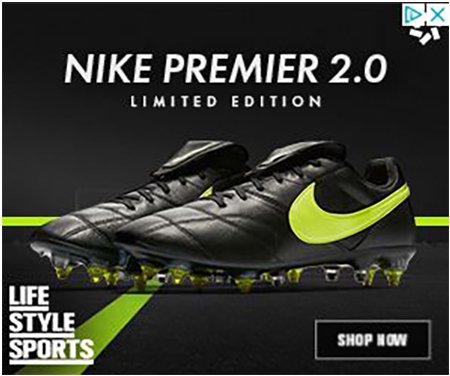 NIKE PREMIER 2.0
LIMITED EDITION
LIFE
STYLE
SPORTS
SHOP NOW